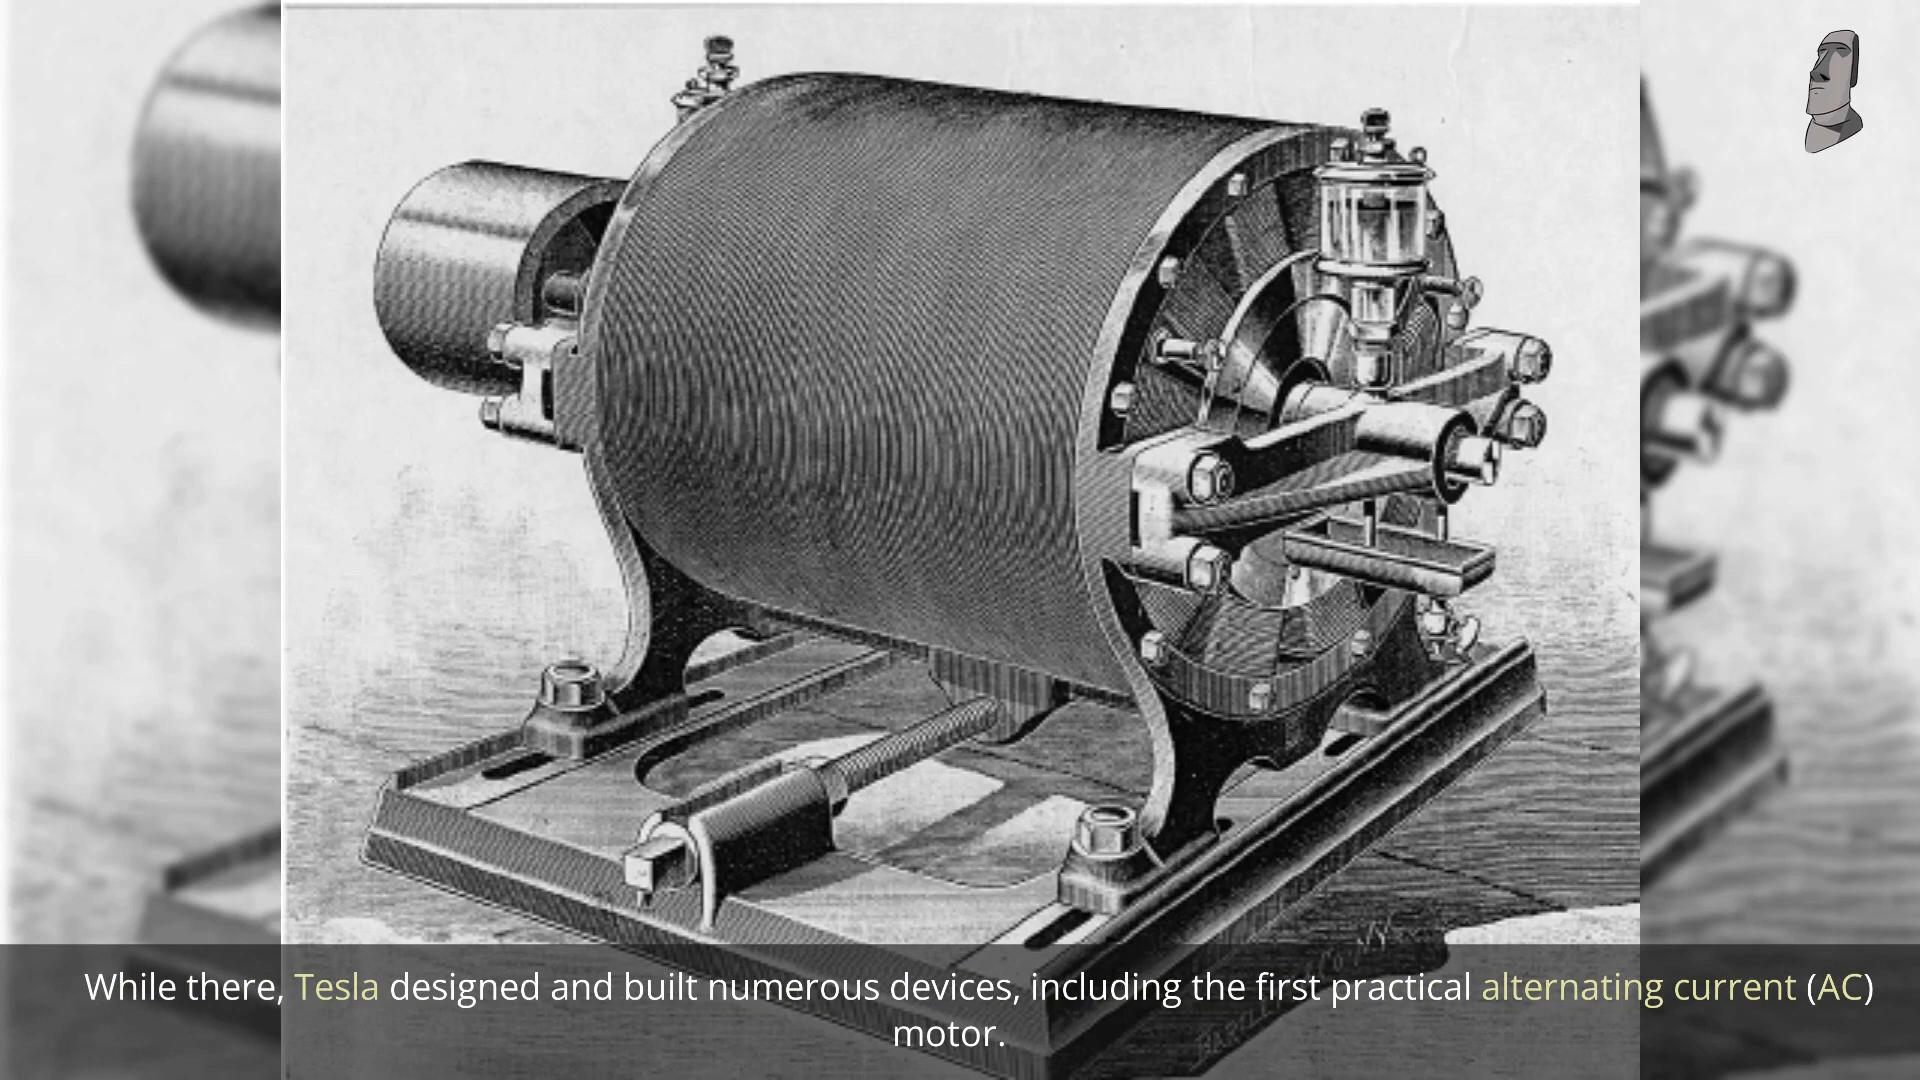 While there, Tesla designed and built numerous devices, including the first practical alternating current (AC)
motor.